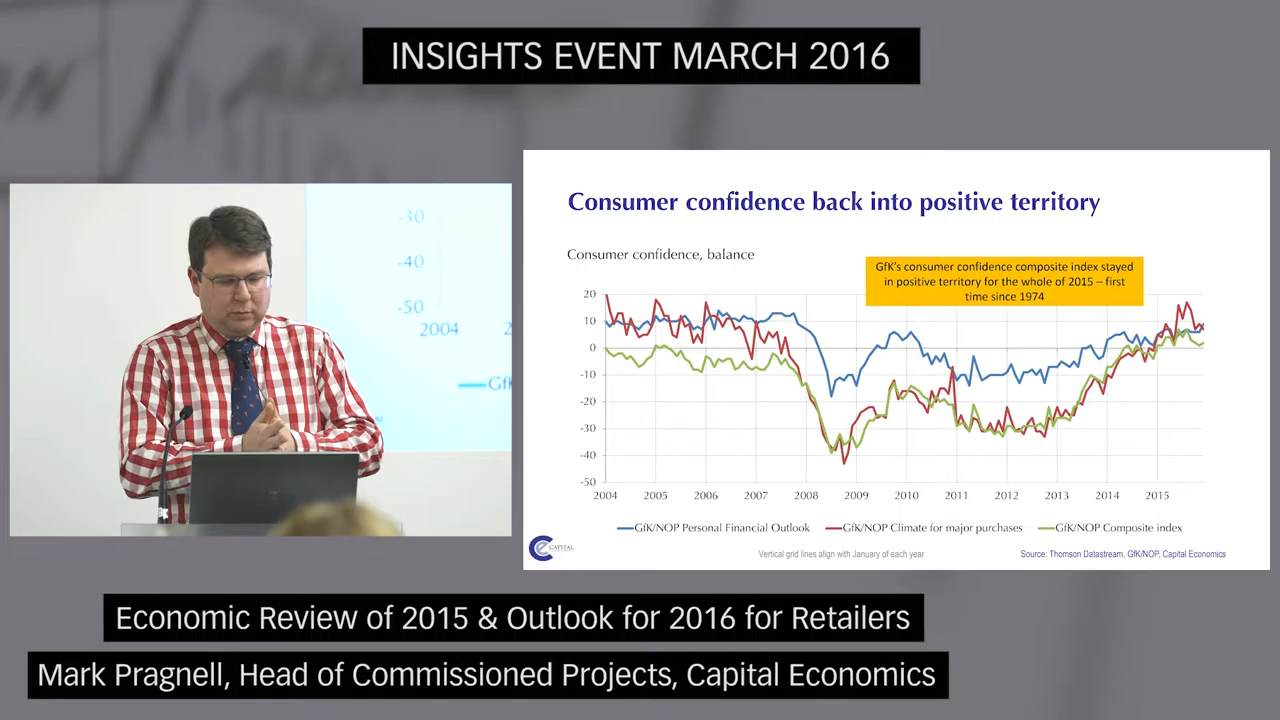 INSIGHTS EVENT MARCH 2016
-30
-40
-50
2004
Gf
Consumer confidence back into positive territory
Consumer confidence, balance
GfK's consumer confidence composite index stayed
in positive territory for the whole of 2015 – first
time since 1974
20
10
0
-10
-20
-30
-40
-50
2004 2005 2006 2007 2008 2009 2010 2011 2012 2013 2014 2015
GfK/NOP Personal Financial Outlook GfK/NOP Climate for major purchases GfK/NOP Composite index
CAPITAL
ECONOMICS
Vertical grid lines align with January of each year
Source: Thomson Datastream, GfK/NOP, Capital Economics
Economic Review of 2015 & Outlook for 2016 for Retailers
Mark Pragnell, Head of Commissioned Projects, Capital Economics